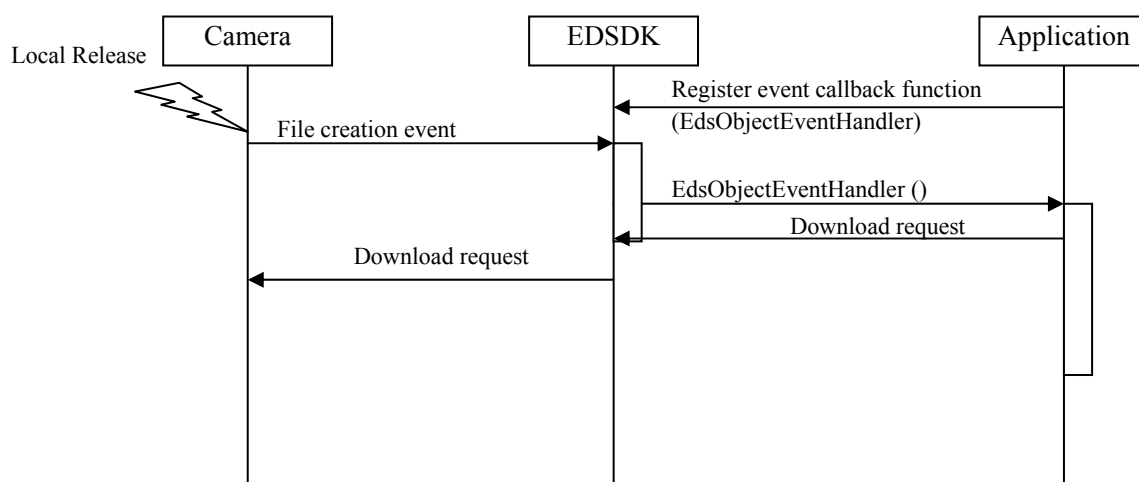 Camera
EDSDK
Application
Local Release
Register event callback function
(EdsObjectEventHandler)
File creation event
EdsObjectEventHandler ()
Download request
Download request